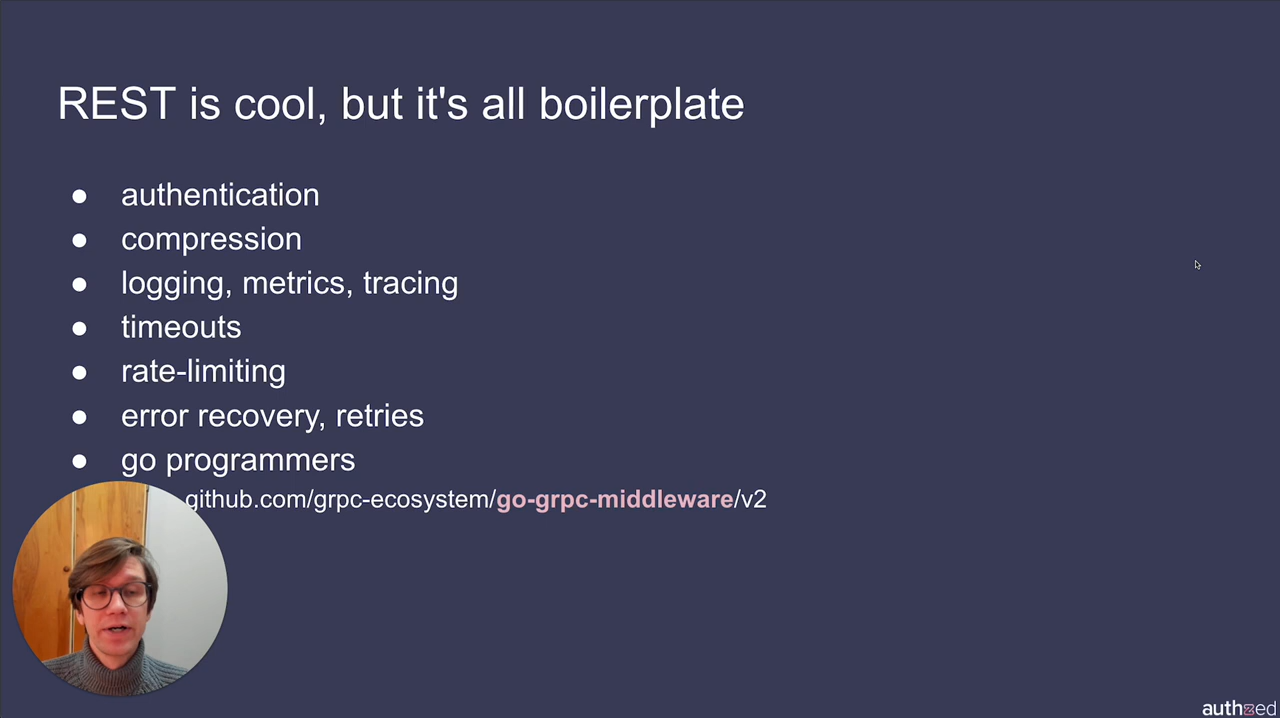 REST is cool, but it's all boilerplate
● authentication
● compression
● logging, metrics, tracing
● timeouts
● rate-limiting
● error recovery, retries
● go programmers
github.com/grpc-ecosystem/go-grpc-middleware/v2
authzed